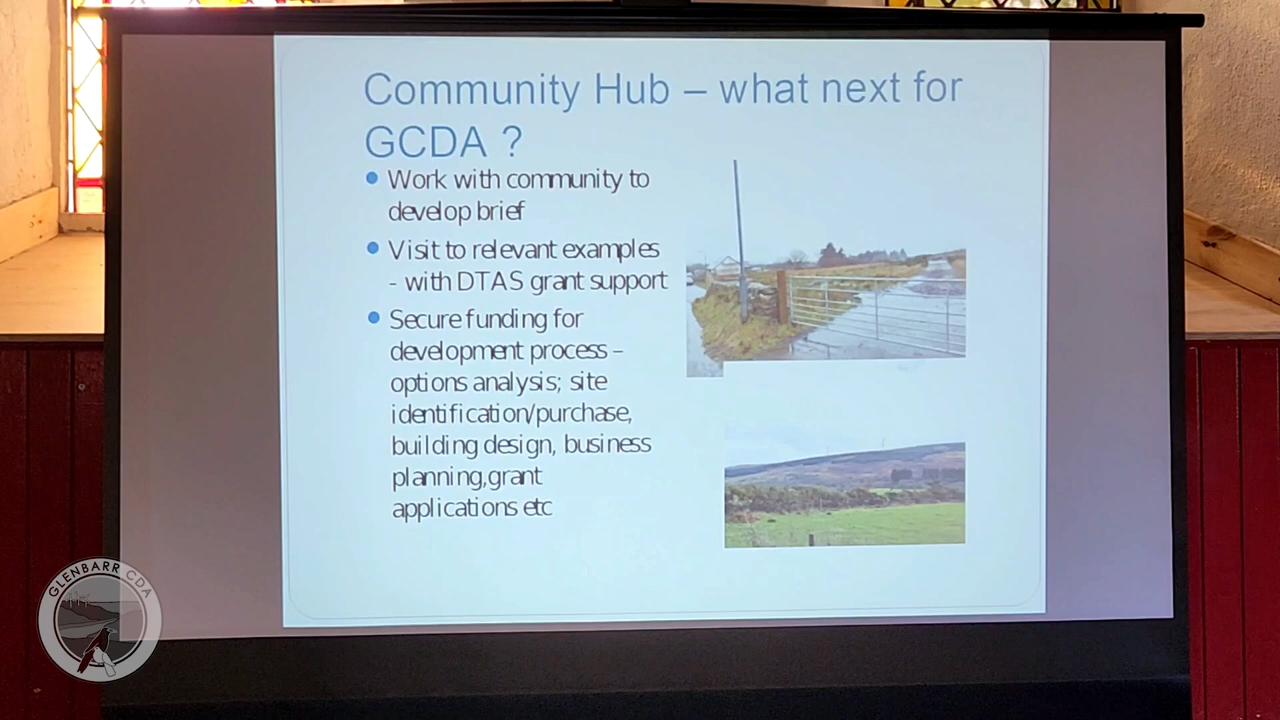 Community Hub – what next for
GCDA ?
Work with community to
develop brief
Visit to relevant examples
- with DTAS grant support
Secure funding for
development process –
options analysis; site
identification/purchase,
building design, business
planning,grant
applications etc
GLENBARR CDA